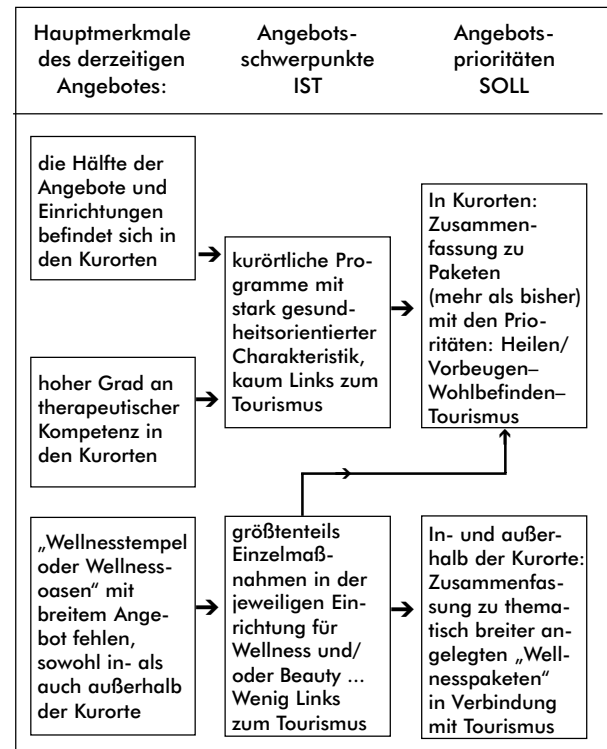 Hauptmerkmale
des derzeitigen
Angebotes:
Angebots-
schwerpunkte
IST
Angebots-
prioritäten
SOLL
die Hälfte der
Angebote und
Einrichtungen
befindet sich in
den Kurorten
hoher Grad an
therapeutischer
Kompetenz in
den Kurorten
„Wellnesstempel
oder Wellness-
oasen“ mit
breitem Ange-
bot fehlen,
sowohl in- als
auch außerhalb
der Kurorte
kurörtliche Pro-
gramme mit
stark gesund-
heitsorientierter
Charakteristik,
kaum Links zum
Tourismus
größtenteils
Einzelmaß-
nahmen in der
jeweiligen Ein-
richtung für
Wellness und/
oder Beauty ...
Wenig Links
zum Tourismus
In Kurorten:
Zusammen-
fassung zu
Paketen
(mehr als bisher)
mit den Prio-
ritäten: Heilen/
Vorbeugen–
Wohlbefinden–
Tourismus
In- und außer-
halb der Kurorte:
Zusammenfas-
sung zu thema-
tisch breiter an-
gelegten „Well-
nesspaketen“
in Verbindung
mit Tourismus